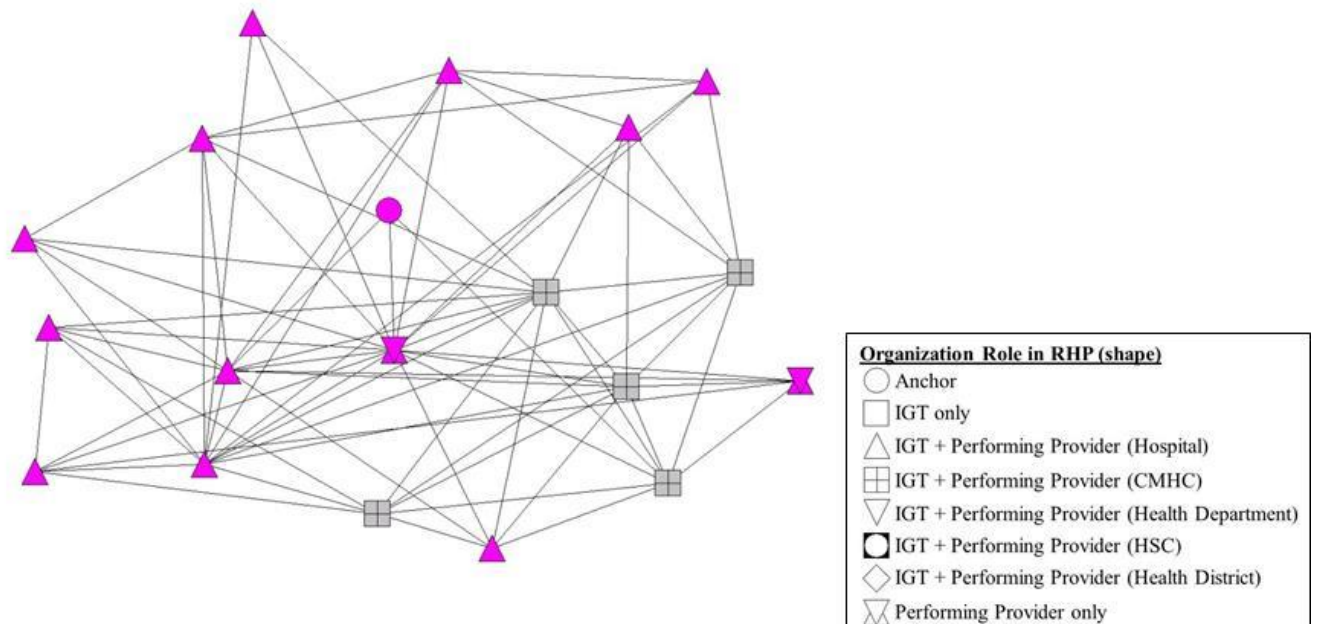 Organization Role in RHP (shape)
Anchor
IGT only
IGT + Performing Provider (Hospital)
IGT + Performing Provider (CMHC)
IGT + Performing Provider (Health Department)
IGT + Performing Provider (HSC)
IGT + Performing Provider (Health District)
Performing Provider only